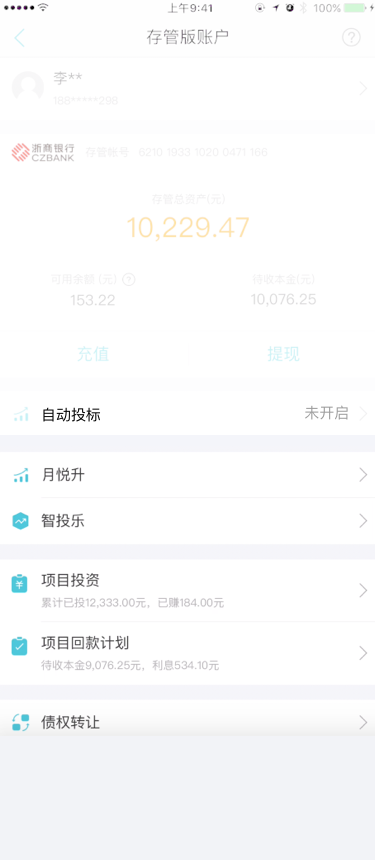 上午9:41
100%
存管版账户
李**
188*****298
浙商银行
CZBANK
存管帐号 6210 1933 1020 0471 166
存管总资产(元)
10,229.47
可用余额 (元)
待收本金(元)
153.22
10,076.25
充值
提现
自动投标
未开启
月悦升
智投乐
项目投资
累计已投12,333.00元，已赚184.00元
项目回款计划
待收本金9,076.25元，利息534.10元
债权转让